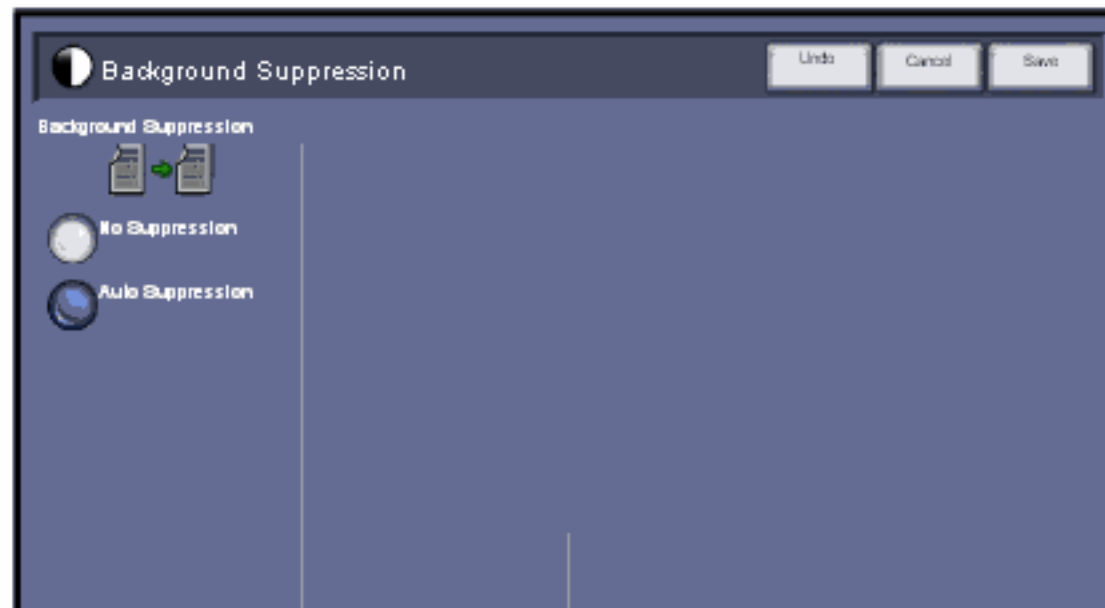 Background Suppression
Undo
Cancel
Save
Background Suppression
No Suppression
Auto Suppression